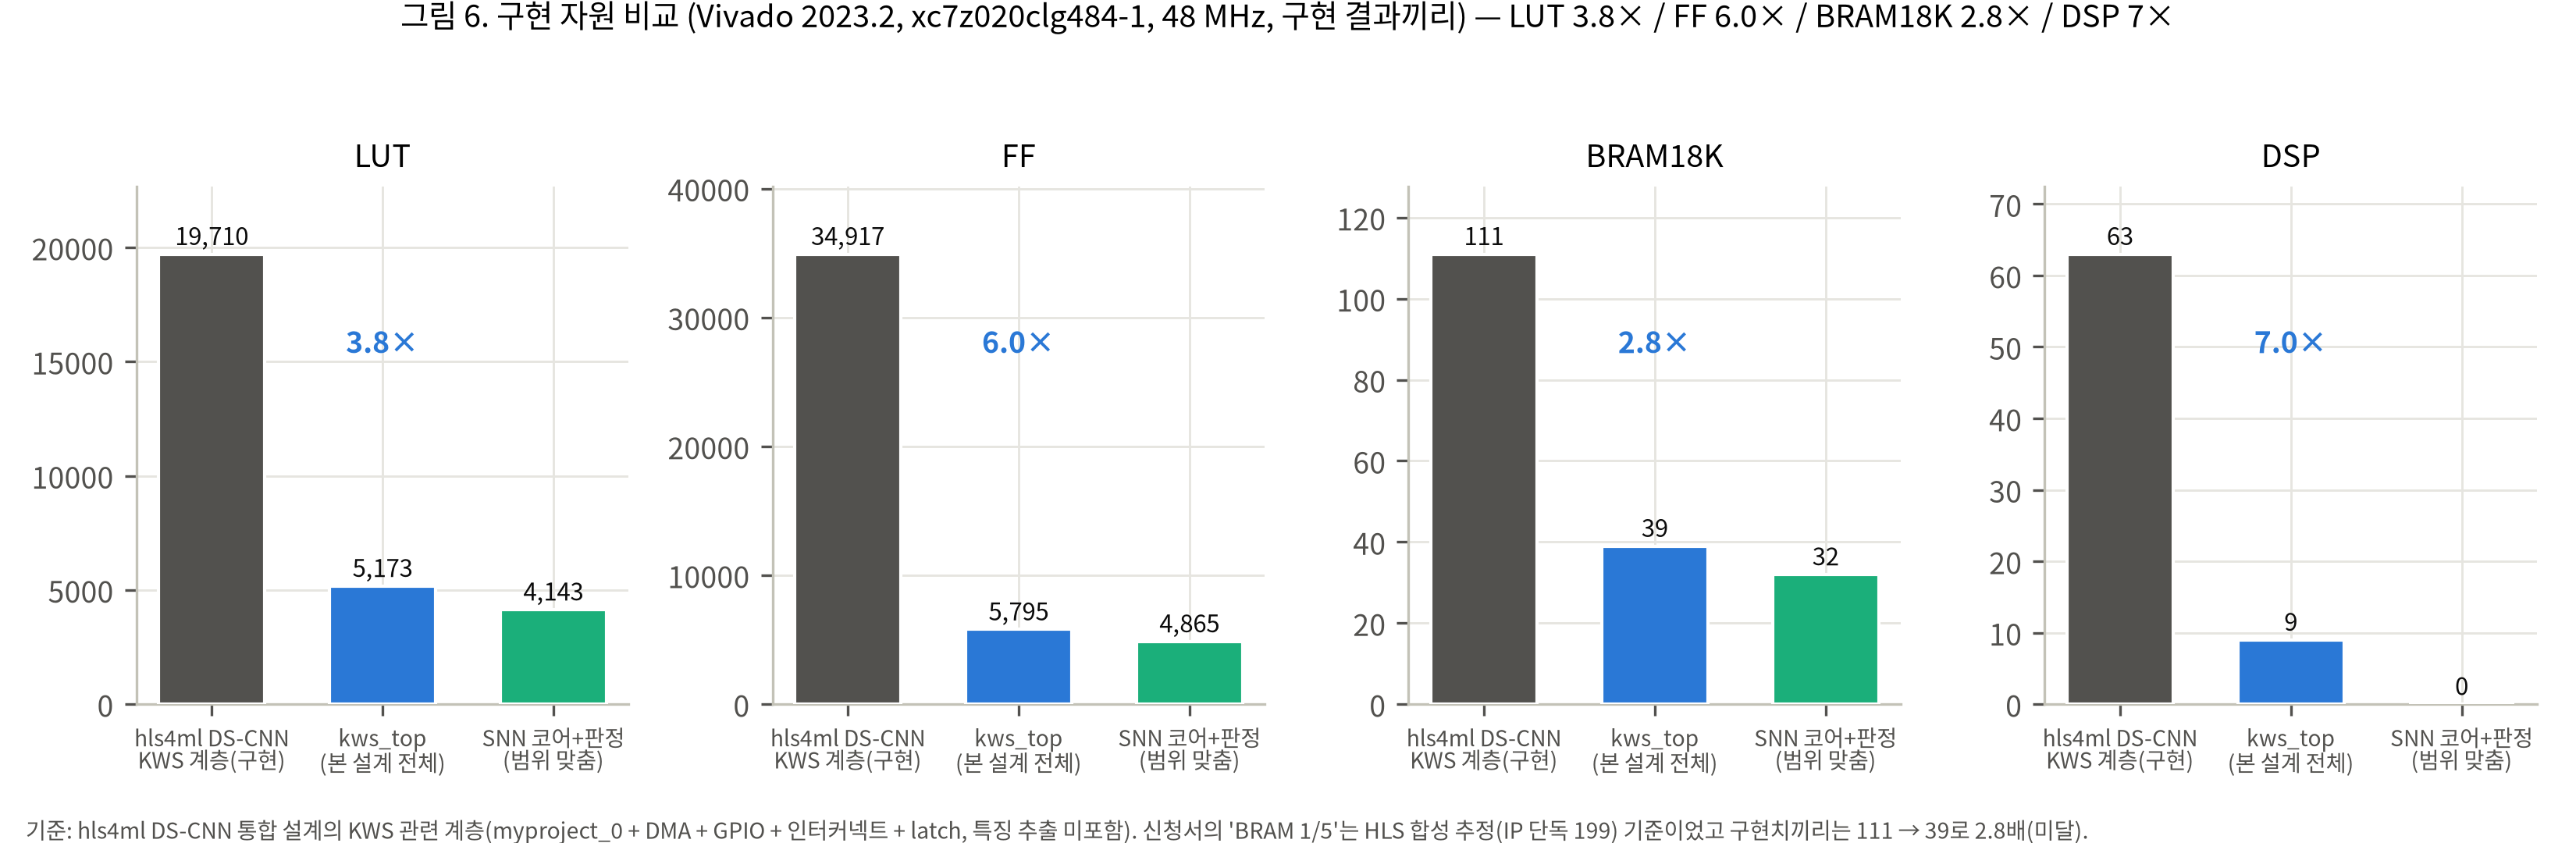 그림 6. 구현 자원 비교 (Vivado 2023.2, xc7z020clg484-1, 48 MHz, 구현 결과끼리) — LUT 3.8× / FF 6.0× / BRAM18K 2.8× / DSP 7×
LUT
20000
15000
10000
5000
0
19,710
3.8×
5,173
4,143
hls4ml DS-CNN
KWS 계층(구현)
kws_top
(본 설계 전체)
SNN 코어+판정
(범위 맞춤)
FF
40000
30000
20000
10000
0
34,917
6.0×
5,795
4,865
hls4ml DS-CNN
KWS 계층(구현)
kws_top
(본 설계 전체)
SNN 코어+판정
(범위 맞춤)
BRAM18K
120
100
80
60
40
20
0
111
2.8×
39
32
hls4ml DS-CNN
KWS 계층(구현)
kws_top
(본 설계 전체)
SNN 코어+판정
(범위 맞춤)
DSP
70
60
50
40
30
20
10
0
63
7.0×
9
0
hls4ml DS-CNN
KWS 계층(구현)
kws_top
(본 설계 전체)
SNN 코어+판정
(범위 맞춤)
기준: hls4ml DS-CNN 통합 설계의 KWS 관련 계층(myproject_0 + DMA + GPIO + 인터커넥트 + latch, 특징 추출 미포함). 신청서의 'BRAM 1/5'는 HLS 합성 추정(IP 단독 199) 기준이었고 구현치끼리는 111 → 39로 2.8배(미달).